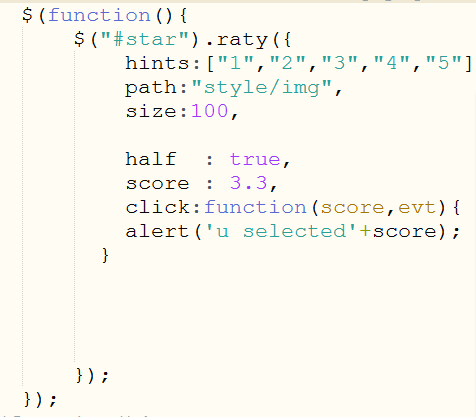 $(function(){
$("#star").raty({
hints:["1","2","3","4","5"]
path:"style/img",
size:100,
half : true,
score : 3.3,
click:function(score,evt){
alert('u selected'+score);
}
});
});